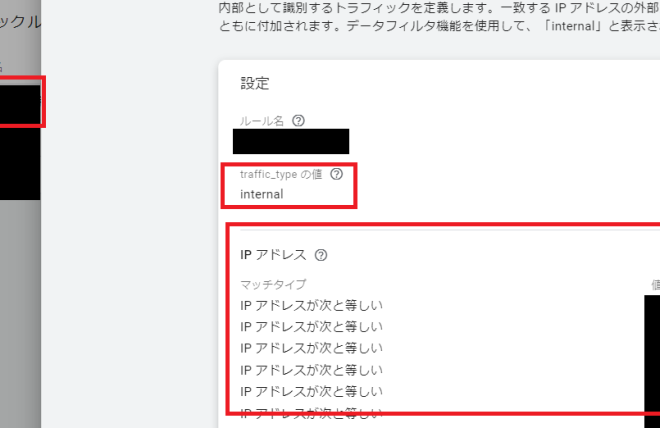 内部として識別するトラフィックを定義します。一致する IP アドレスの外部
ックル
ともに付加されます。データフィルタ機能を使用して、「internal」と表示さ
設定
ルール名
traffic_type の値
internal
IP アドレス
マッチタイプ
値
IP アドレスが次と等しい
IP アドレスが次と等しい
IP アドレスが次と等しい
IP アドレスが次と等しい
IP アドレスが次と等しい
IP アドレスが次と等しい